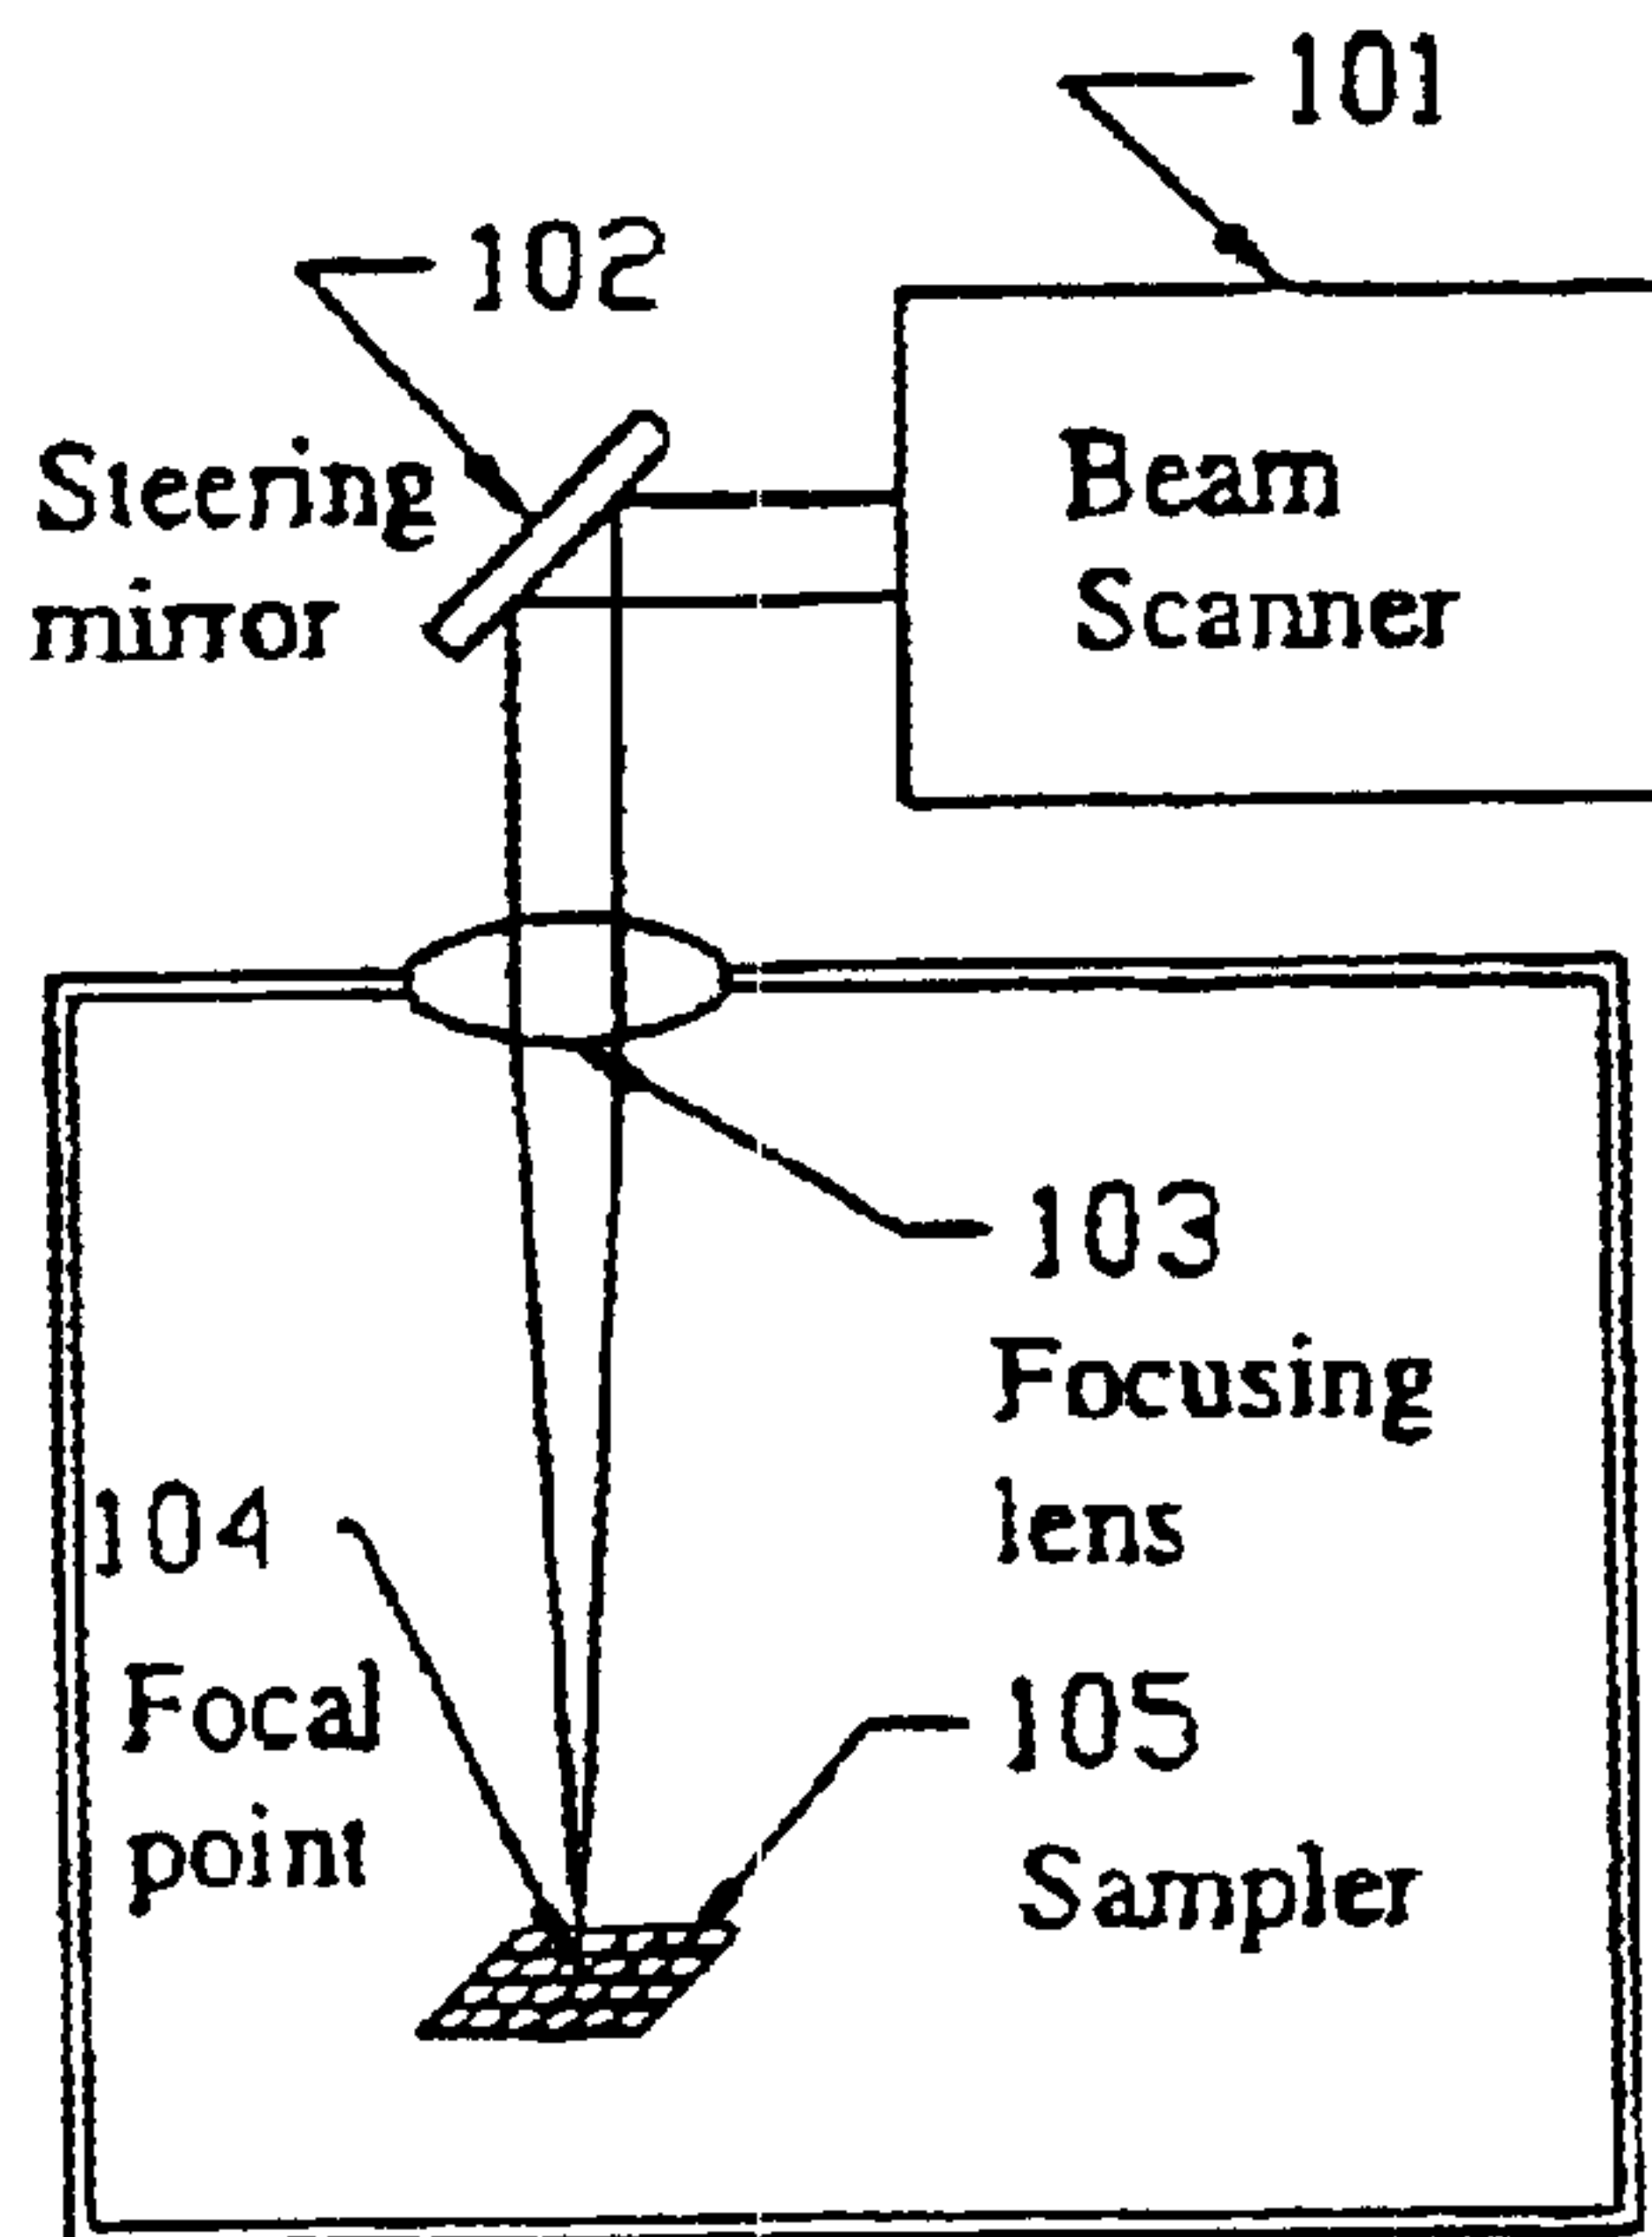 101
102
Steering
mirror
Beam
Scanner
103
Focusing
lens
104
Focal
point
105
Sampler